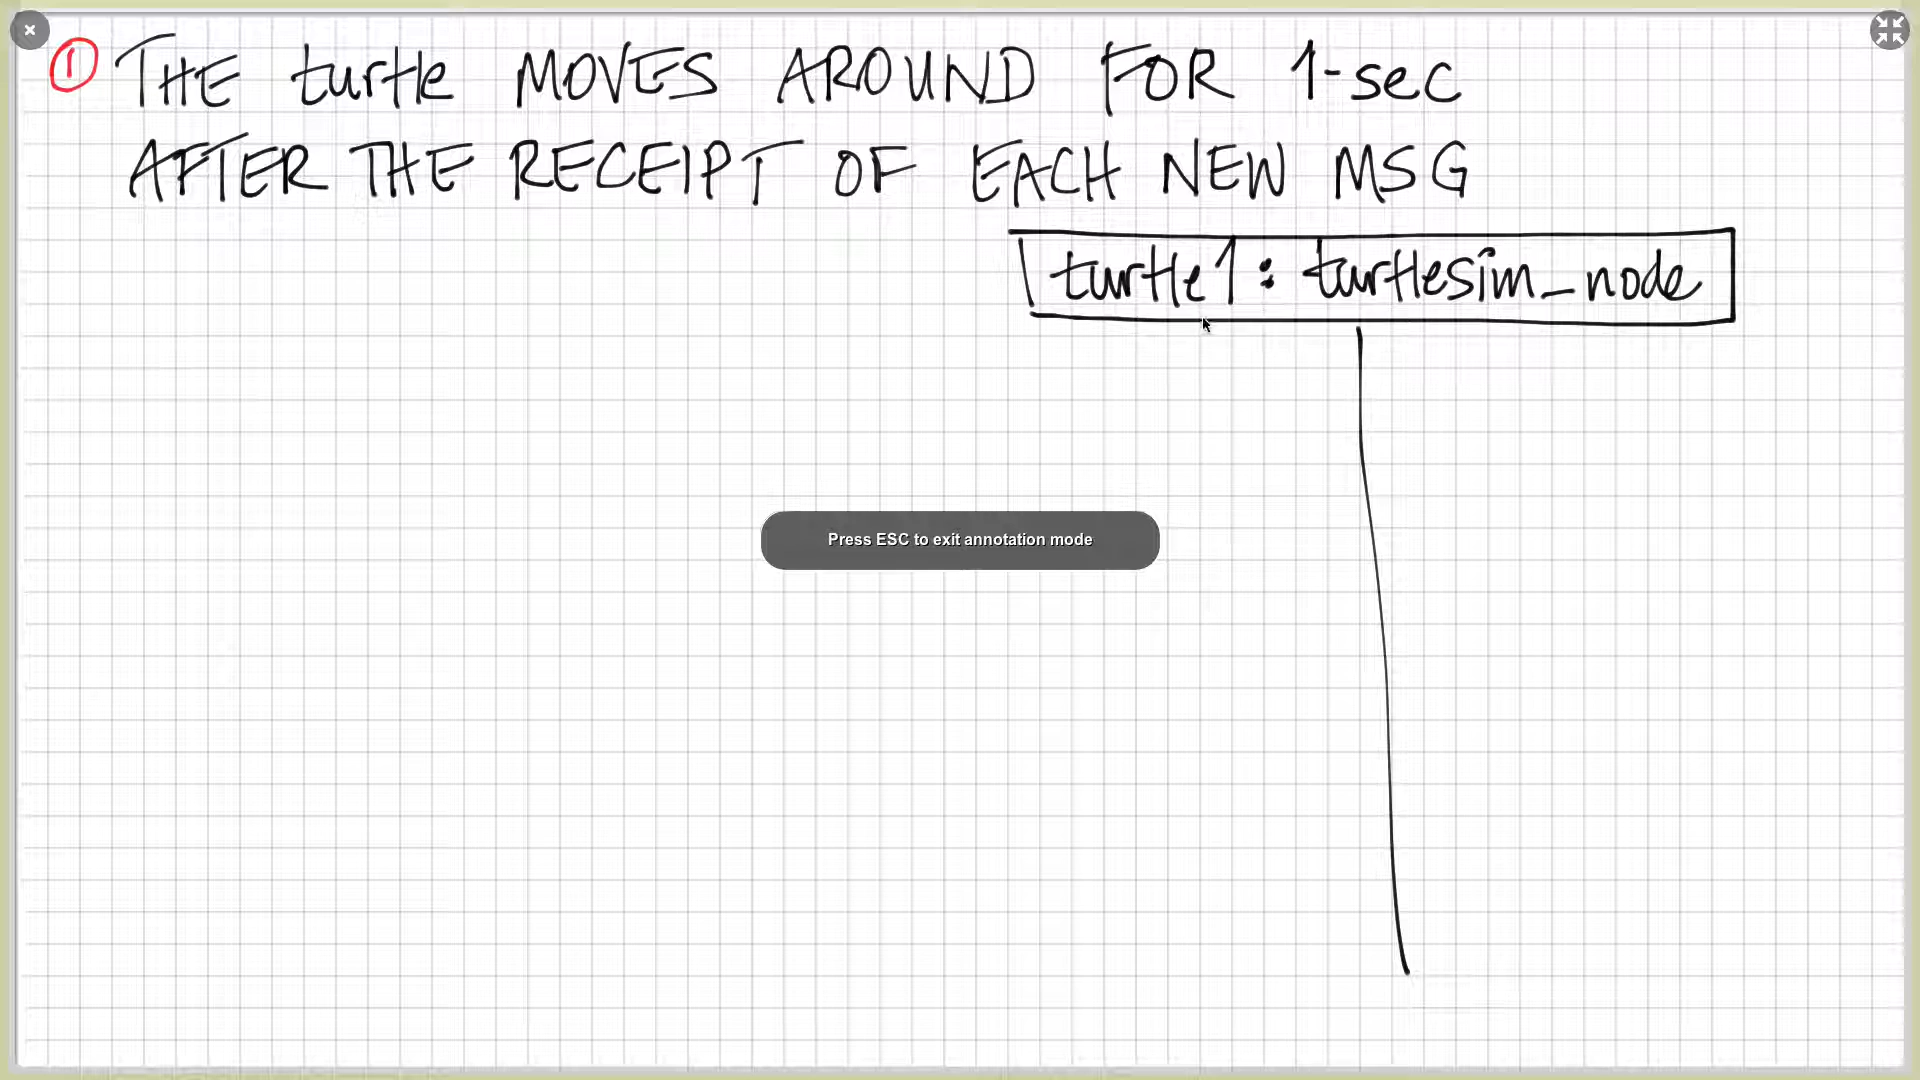 ① THE turtle MOVES AROUND FOR 1-sec
AFTER THE RECEIPT OF EACH NEW MSG
turtle1: turtlesim_node
Press ESC to exit annotation mode